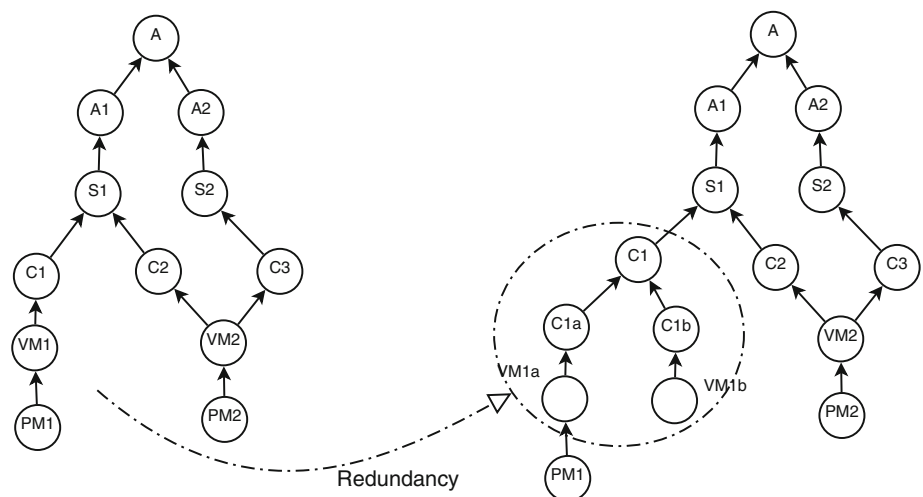 A
A1
A2
S1
S2
C1
C2
C3
VM1
VM2
PM1
PM2
Redundancy
A
A1
A2
S1
S2
C1
C2
C3
C1a
C1b
VM2
VM1a
VM1b
PM2
PM1